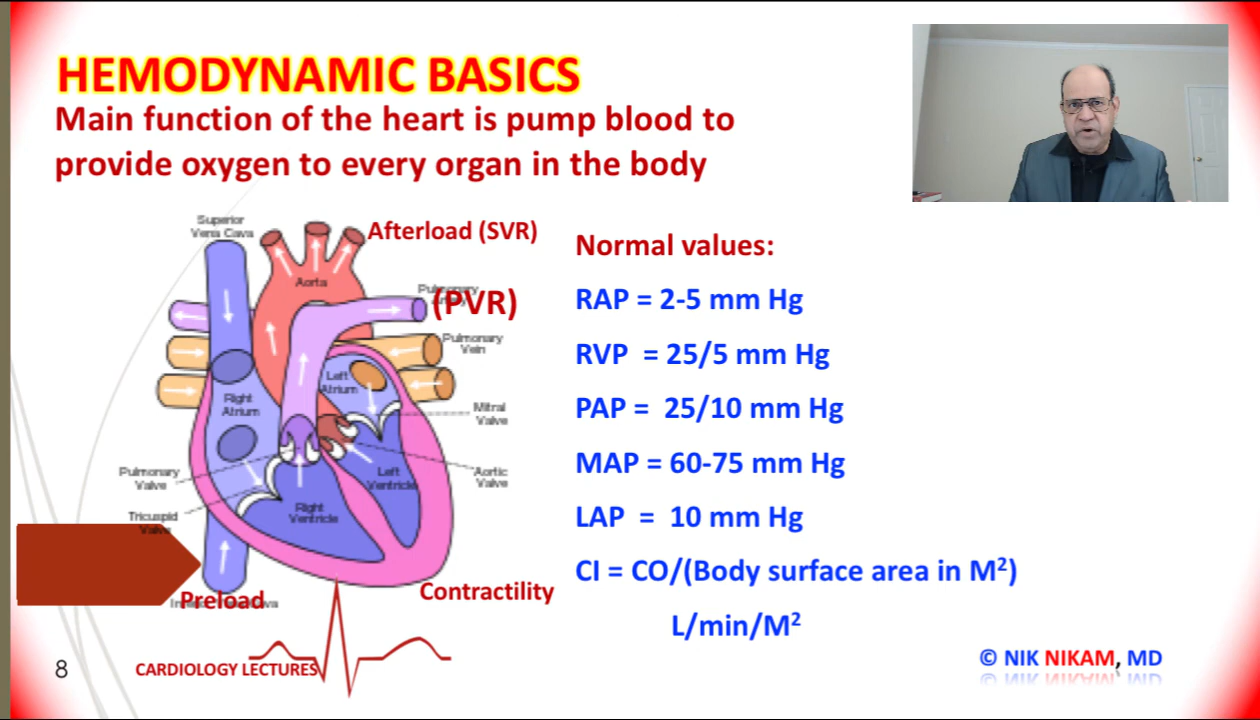 HEMODYNAMIC BASICS
Main function of the heart is pump blood to
provide oxygen to every organ in the body
Superior
Vena Cava
Afterload (SVR)
Aorta
Pulmonary
(PVR)
Pulmonary
Vein
Left
Atrium
Right
Atrium
Mitral
Valve
Pulmonary
Valve
Aortic
Valve
Left
Ventricle
Right
Ventricle
Tricuspid
Valve
Preload
Contractility
Normal values:
RAP = 2-5 mm Hg
RVP = 25/5 mm Hg
PAP = 25/10 mm Hg
MAP = 60-75 mm Hg
LAP = 10 mm Hg
CI = CO/(Body surface area in M²)
L/min/M²
8
CARDIOLOGY LECTURES
© NIK NIKAM, MD